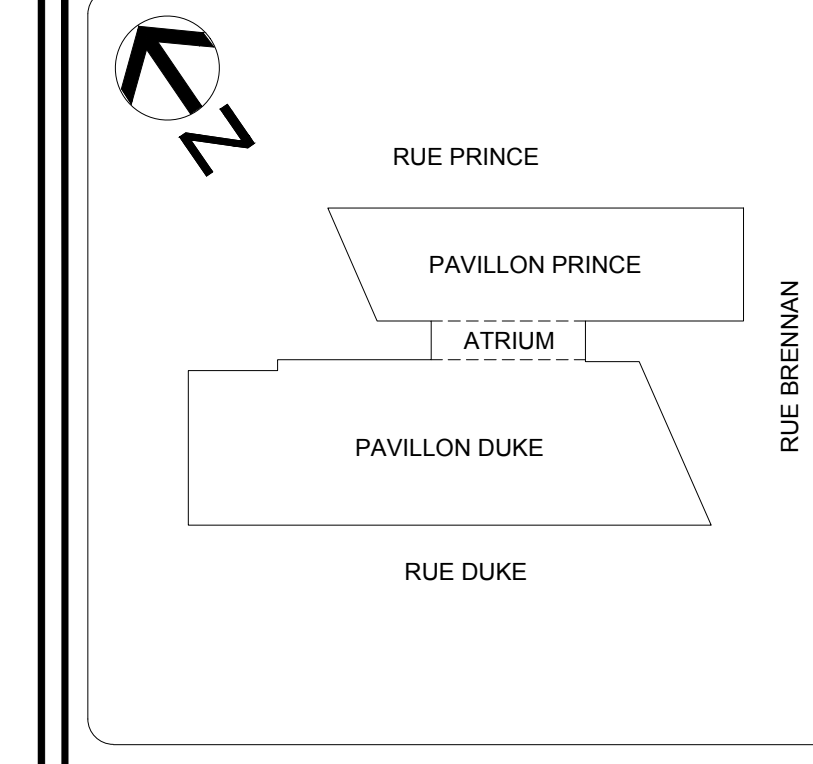 N
RUE PRINCE
PAVILLON PRINCE
RUE BRENNAN
ATRIUM
PAVILLON DUKE
RUE DUKE